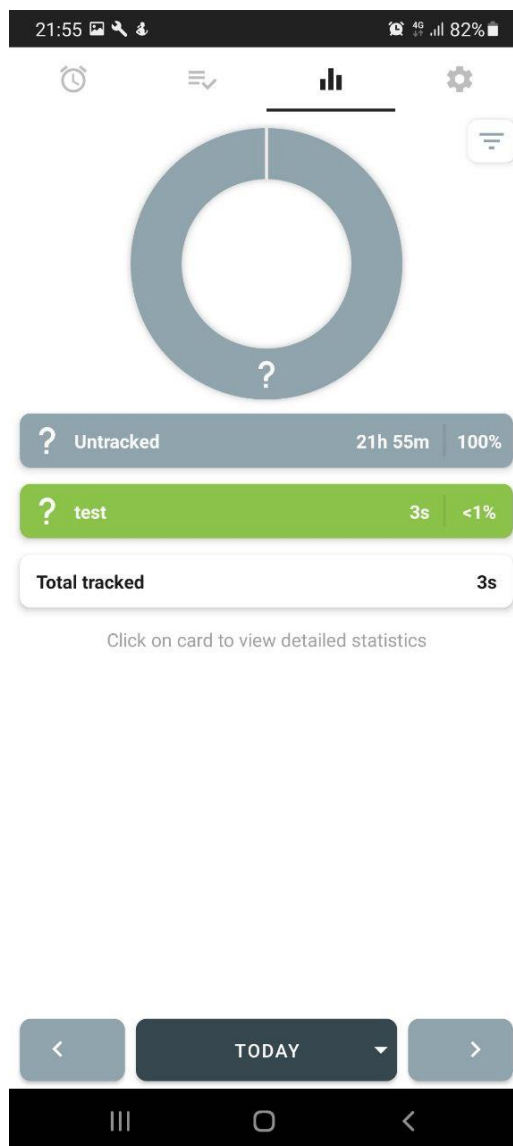 21:55 4G 82%
?
? Untracked 21h 55m 100%
? test 3s <1%
Total tracked 3s
Click on card to view detailed statistics
TODAY